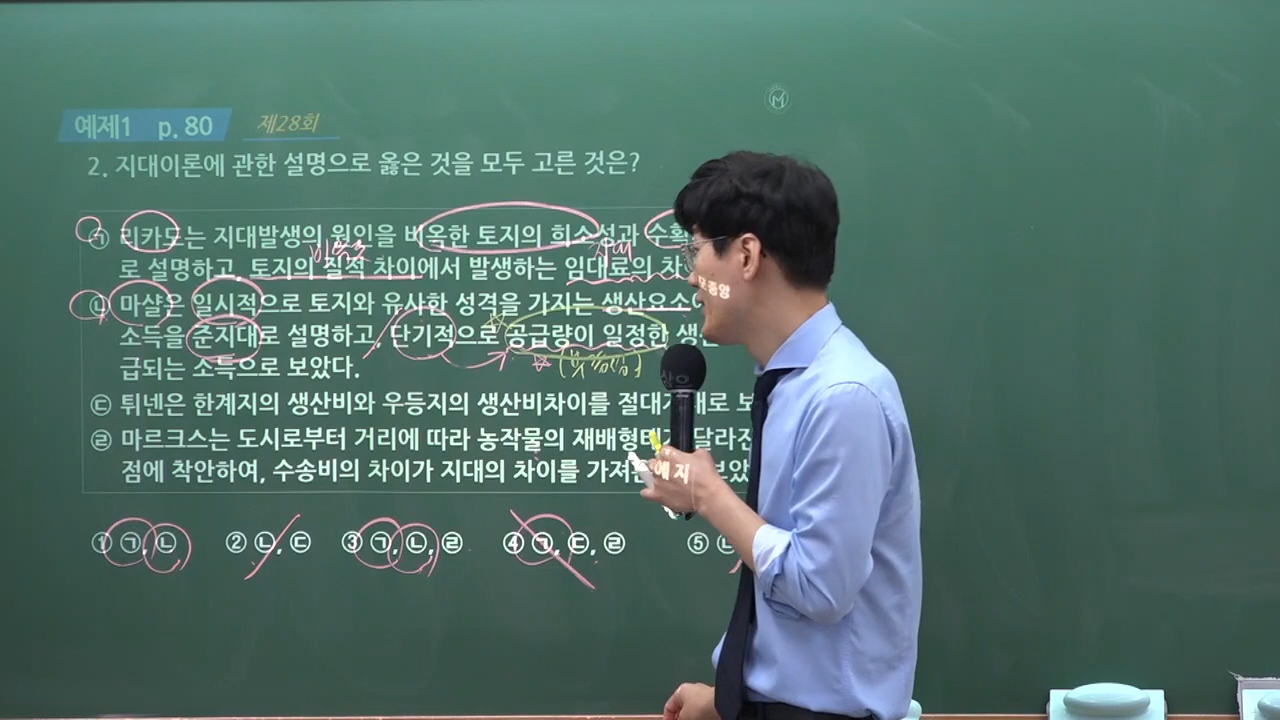 예제1 p.80 제28회
2. 지대이론에 관한 설명으로 옳은 것을 모두 고른 것은?
㉠ 리카도는 지대발생의 원인을 비옥한 토지의 희소성과 수확
로 설명하고, 토지의 질적 차이에서 발생하는 임대료의 차
㉡ 마샬은 일시적으로 토지와 유사한 성격을 가지는 생산요소에
소득을 준지대로 설명하고, 단기적으로 공급량이 일정한 생산
급되는 소득으로 보았다.
㉢ 튀넨은 한계지의 생산비와 우등지의 생산비차이를 절대지대로 보
㉣ 마르크스는 도시로부터 거리에 따라 농작물의 재배형태가 달라진
점에 착안하여, 수송비의 차이가 지대의 차이를 가져 보았
① ㉠, ㉡ ② ㉡, ㉢ ③ ㉠, ㉡, ㉣ ④ ㉠, ㉢, ㉣ ⑤